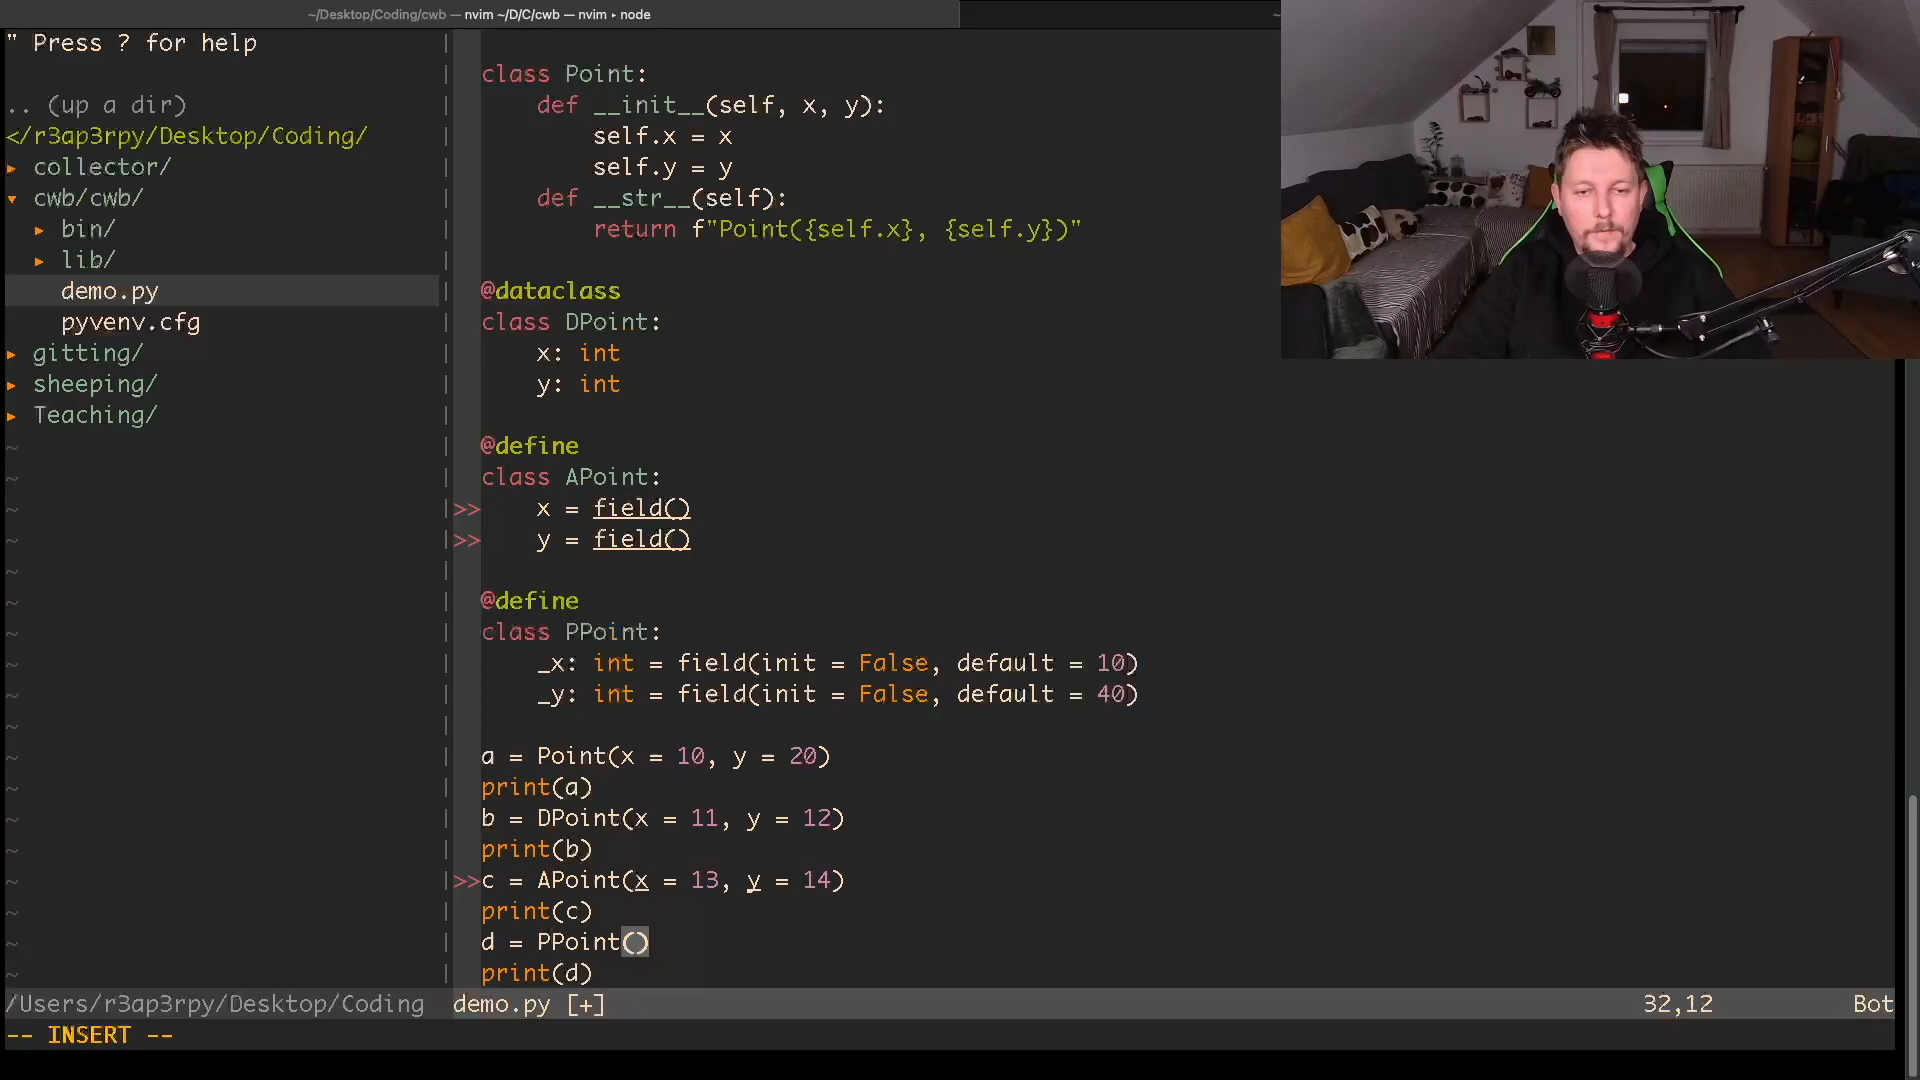 ~/Desktop/Coding/cwb — nvim ~/D/C/cwb — nvim ▸ node
" Press ? for help
.. (up a dir)
</r3ap3rpy/Desktop/Coding/
▸ collector/
▾ cwb/cwb/
▸ bin/
▸ lib/
demo.py
pyvenv.cfg
▸ gitting/
▸ sheeping/
▸ Teaching/
class Point:
def __init__(self, x, y):
self.x = x
self.y = y
def __str__(self):
return f"Point({self.x}, {self.y})"
@dataclass
class DPoint:
x: int
y: int
@define
class APoint:
>> x = field()
>> y = field()
@define
class PPoint:
_x: int = field(init = False, default = 10)
_y: int = field(init = False, default = 40)
a = Point(x = 10, y = 20)
print(a)
b = DPoint(x = 11, y = 12)
print(b)
>>c = APoint(x = 13, y = 14)
print(c)
d = PPoint()
print(d)
/Users/r3ap3rpy/Desktop/Coding demo.py [+] 32,12 Bot
-- INSERT --